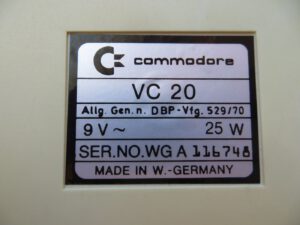 commodore
VC 20
Allg. Gen. n. DBP-Vfg. 529/70
9 V ~ 25 W
SER.NO.WG A 116748
MADE IN W.-GERMANY